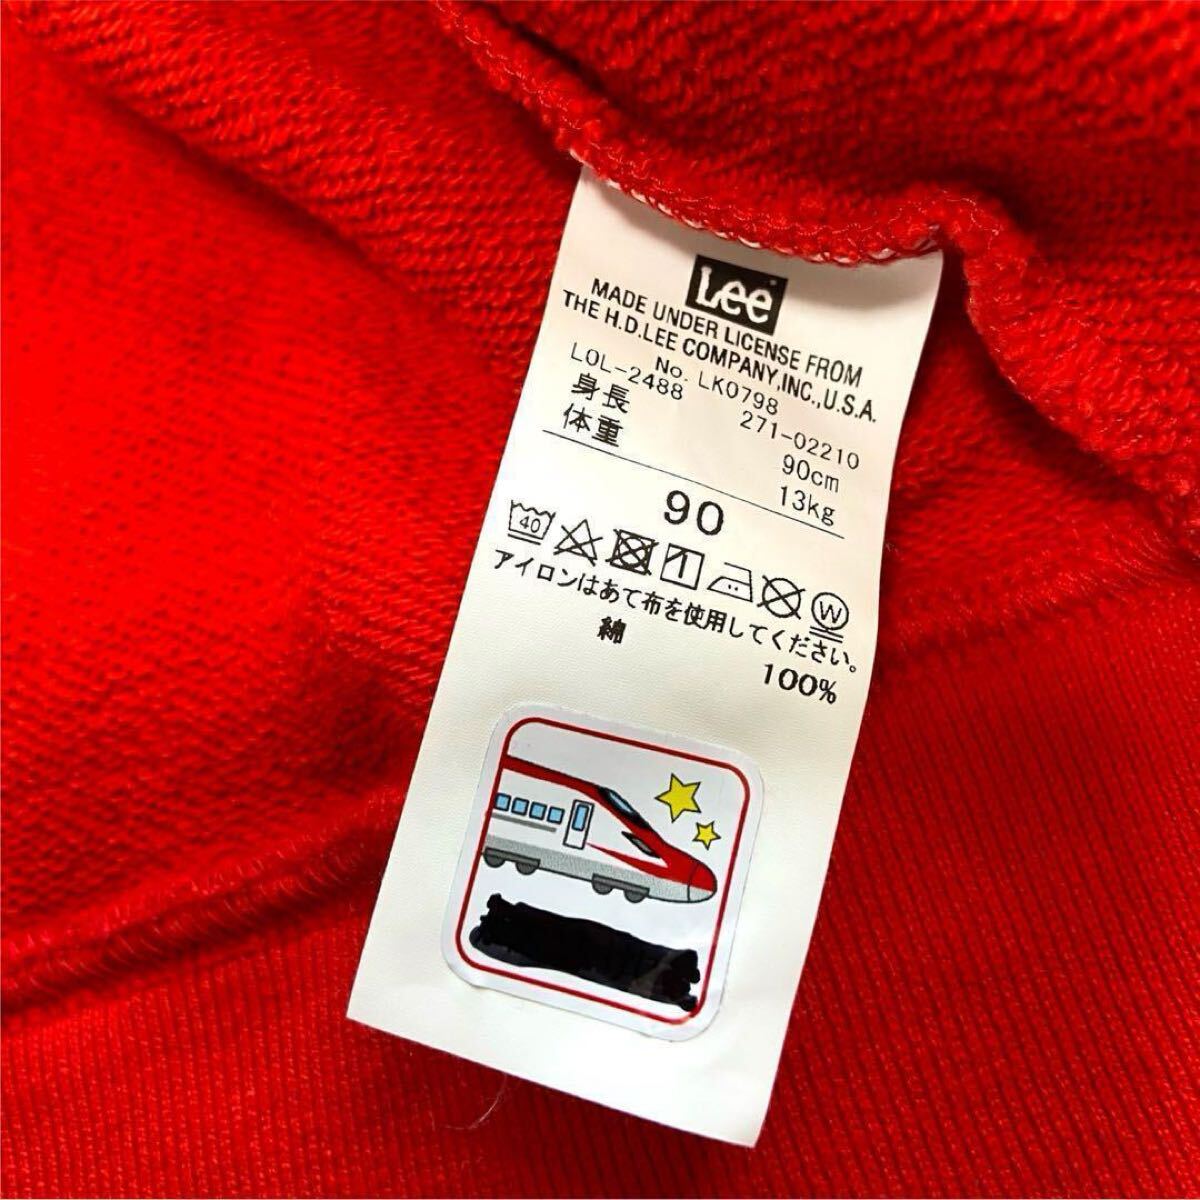 Lee
MADE UNDER LICENSE FROM
THE H.D.LEE COMPANY,INC.,U.S.A.
No. LK0798
LOL-2488 271-02210
身長 90cm
体重 13kg
90
40
W
アイロンはあて布を使用してください。
綿 100%